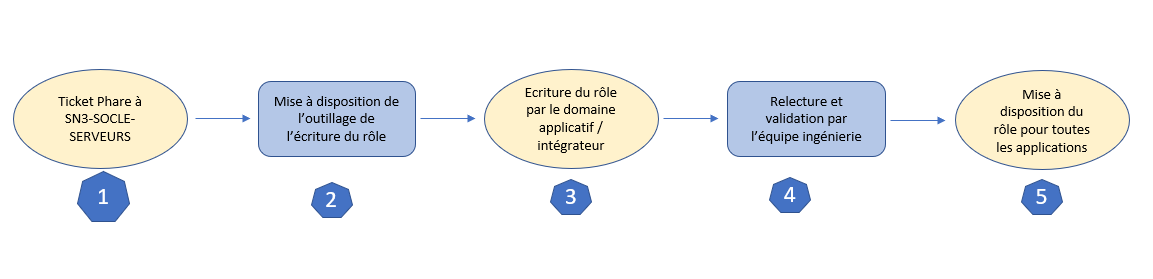 Ticket Phare à
SN3-SOCLE-
SERVEURS
Mise à disposition de
l'outillage de
l'écriture du rôle
Ecriture du rôle
par le domaine
applicatif /
intégrateur
Relecture et
validation par
l'équipe ingénierie
Mise à
disposition du
rôle pour toutes
les applications
1
2
3
4
5